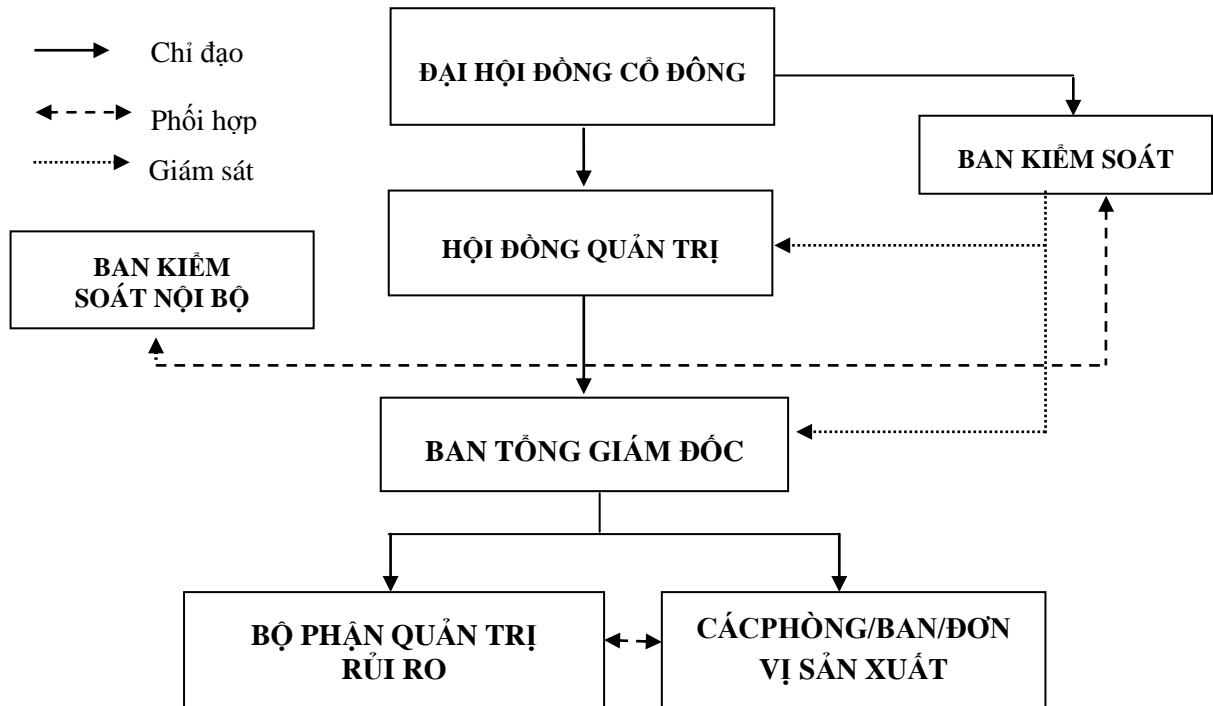 Chỉ đạo
Phối hợp
Giám sát
ĐẠI HỘI ĐỒNG CỔ ĐÔNG
BAN KIỂM SOÁT
HỘI ĐỒNG QUẢN TRỊ
BAN KIỂM
SOÁT NỘI BỘ
BAN TỔNG GIÁM ĐỐC
BỘ PHẬN QUẢN TRỊ
RỦI RO
CÁCPHÒNG/BAN/ĐƠN
VỊ SẢN XUẤT